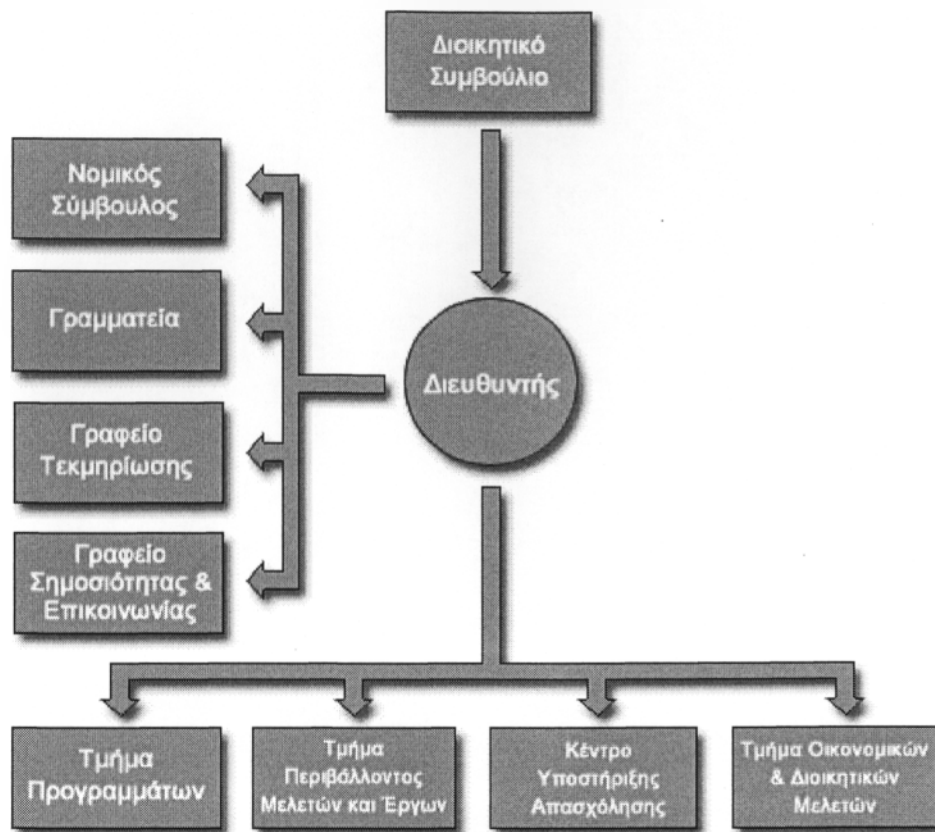 Διοικητικό
Συμβούλιο
Νομικός
Σύμβουλος
Γραμματεία
Διευθυντής
Γραφείο
Τεκμηρίωσης
Γραφείο
Σημοσιότητας &
Επικοινωνίας
Τμήμα
Προγραμμάτων
Τμήμα
Περιβάλλοντος
Μελετών και Έργων
Κέντρο
Υποστήριξης
Απασχόλησης
Τμήμα Οικονομικών
& Διοικητικών
Μελετών